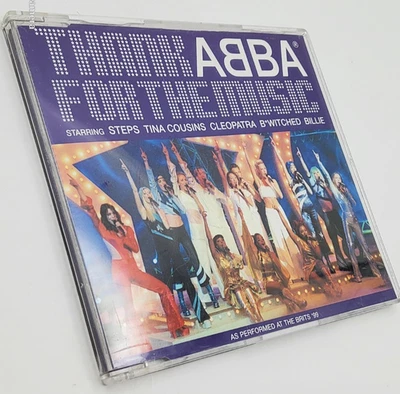 THANK ABBA®
FOR THE MUSIC
STARRING STEPS TINA COUSINS CLEOPATRA B*WITCHED BILLIE
AS PERFORMED AT THE BRITS '99